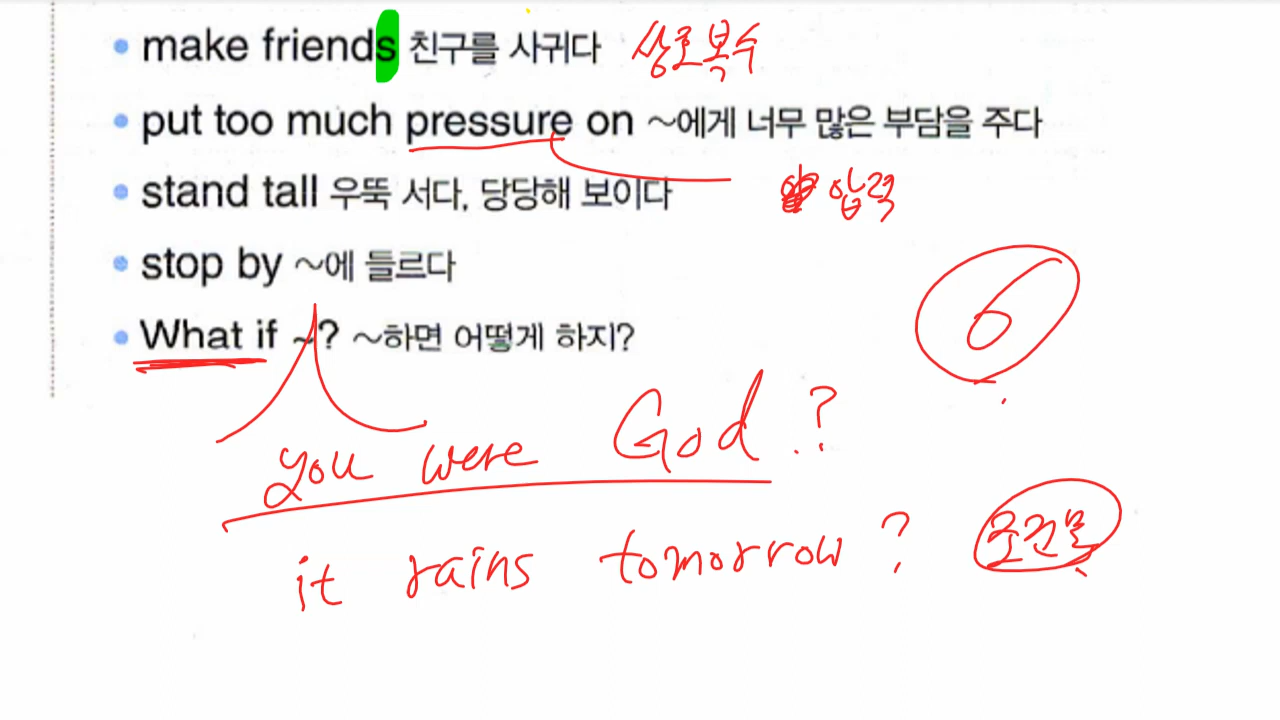 • make friends 친구를 사귀다 상호복수
• put too much pressure on ~에게 너무 많은 부담을 주다
압력
• stand tall 우뚝 서다, 당당해 보이다
• stop by ~에 들르다
• What if ~? ~하면 어떻게 하지?
6
you were God?
it rains tomorrow? 조건문